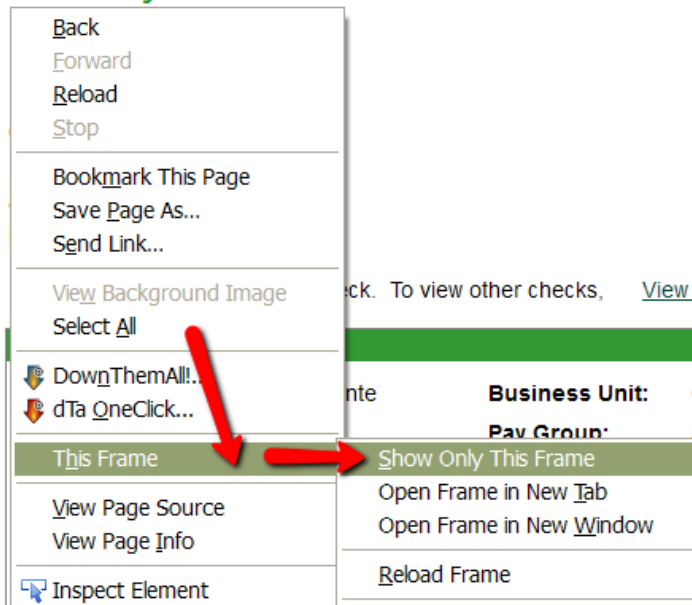 Back
Forward
Reload
Stop
Bookmark This Page
Save Page As...
Send Link...
View Background Image
Select All
DownThemAll!..
dTa OneClick...
This Frame
View Page Source
View Page Info
Inspect Element
To view other checks, View
Business Unit:
Pay Group:
Show Only This Frame
Open Frame in New Tab
Open Frame in New Window
Reload Frame